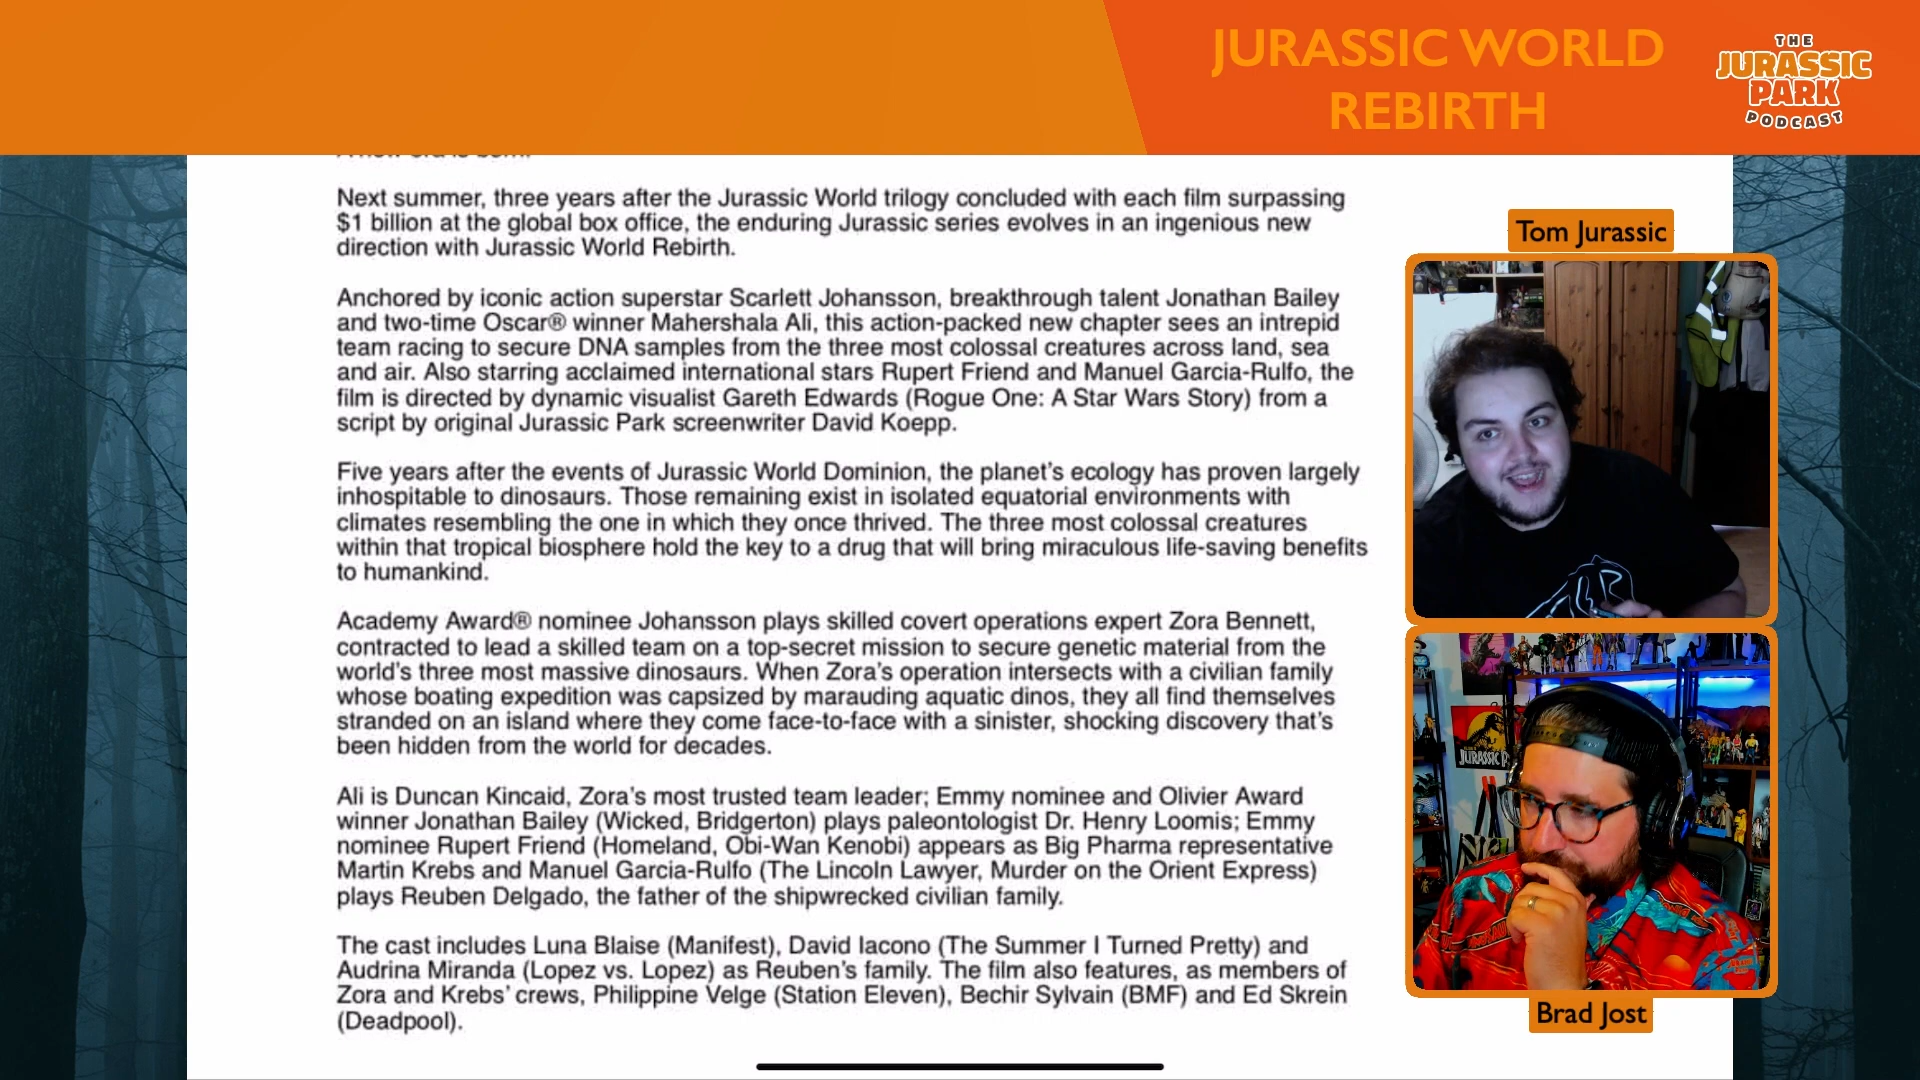 JURASSIC WORLD
REBIRTH
THE
JURASSIC
PARK
PODCAST
Next summer, three years after the Jurassic World trilogy concluded with each film surpassing
$1 billion at the global box office, the enduring Jurassic series evolves in an ingenious new
direction with Jurassic World Rebirth.
Anchored by iconic action superstar Scarlett Johansson, breakthrough talent Jonathan Bailey
and two-time Oscar® winner Mahershala Ali, this action-packed new chapter sees an intrepid
team racing to secure DNA samples from the three most colossal creatures across land, sea
and air. Also starring acclaimed international stars Rupert Friend and Manuel Garcia-Rulfo, the
film is directed by dynamic visualist Gareth Edwards (Rogue One: A Star Wars Story) from a
script by original Jurassic Park screenwriter David Koepp.
Five years after the events of Jurassic World Dominion, the planet's ecology has proven largely
inhospitable to dinosaurs. Those remaining exist in isolated equatorial environments with
climates resembling the one in which they once thrived. The three most colossal creatures
within that tropical biosphere hold the key to a drug that will bring miraculous life-saving benefits
to humankind.
Academy Award® nominee Johansson plays skilled covert operations expert Zora Bennett,
contracted to lead a skilled team on a top-secret mission to secure genetic material from the
world's three most massive dinosaurs. When Zora's operation intersects with a civilian family
whose boating expedition was capsized by marauding aquatic dinos, they all find themselves
stranded on an island where they come face-to-face with a sinister, shocking discovery that's
been hidden from the world for decades.
Ali is Duncan Kincaid, Zora's most trusted team leader; Emmy nominee and Olivier Award
winner Jonathan Bailey (Wicked, Bridgerton) plays paleontologist Dr. Henry Loomis; Emmy
nominee Rupert Friend (Homeland, Obi-Wan Kenobi) appears as Big Pharma representative
Martin Krebs and Manuel Garcia-Rulfo (The Lincoln Lawyer, Murder on the Orient Express)
plays Reuben Delgado, the father of the shipwrecked civilian family.
The cast includes Luna Blaise (Manifest), David Iacono (The Summer I Turned Pretty) and
Audrina Miranda (Lopez vs. Lopez) as Reuben's family. The film also features, as members of
Zora and Krebs' crews, Philippine Velge (Station Eleven), Bechir Sylvain (BMF) and Ed Skrein
(Deadpool).
Tom Jurassic
JURASSIC
Brad Jost